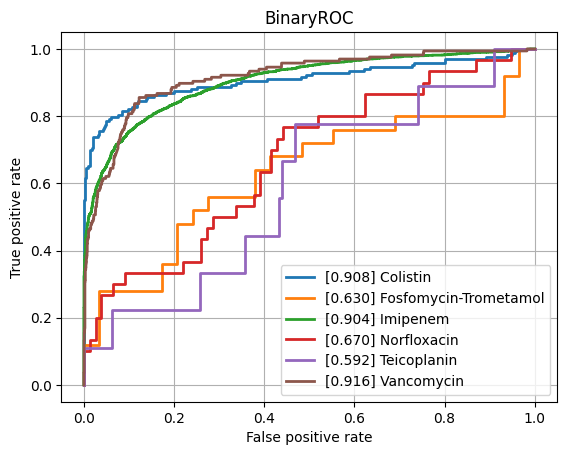 BinaryROC
True positive rate
1.0
0.8
0.6
0.4
0.2
0.0
[0.908] Colistin
[0.630] Fosfomycin-Trometamol
[0.904] Imipenem
[0.670] Norfloxacin
[0.592] Teicoplanin
[0.916] Vancomycin
0.0 0.2 0.4 0.6 0.8 1.0
False positive rate